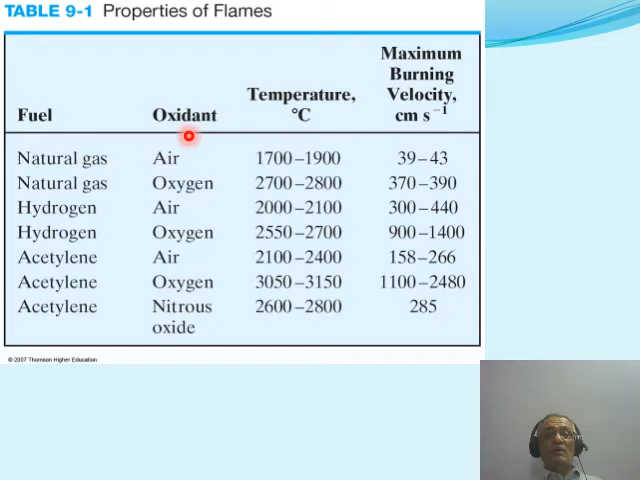 TABLE 9-1 Properties of Flames
Fuel Oxidant Temperature, °C Maximum Burning Velocity, cm s⁻¹
Natural gas Air 1700–1900 39–43
Natural gas Oxygen 2700–2800 370–390
Hydrogen Air 2000–2100 300–440
Hydrogen Oxygen 2550–2700 900–1400
Acetylene Air 2100–2400 158–266
Acetylene Oxygen 3050–3150 1100–2480
Acetylene Nitrous oxide 2600–2800 285
© 2007 Thomson Higher Education